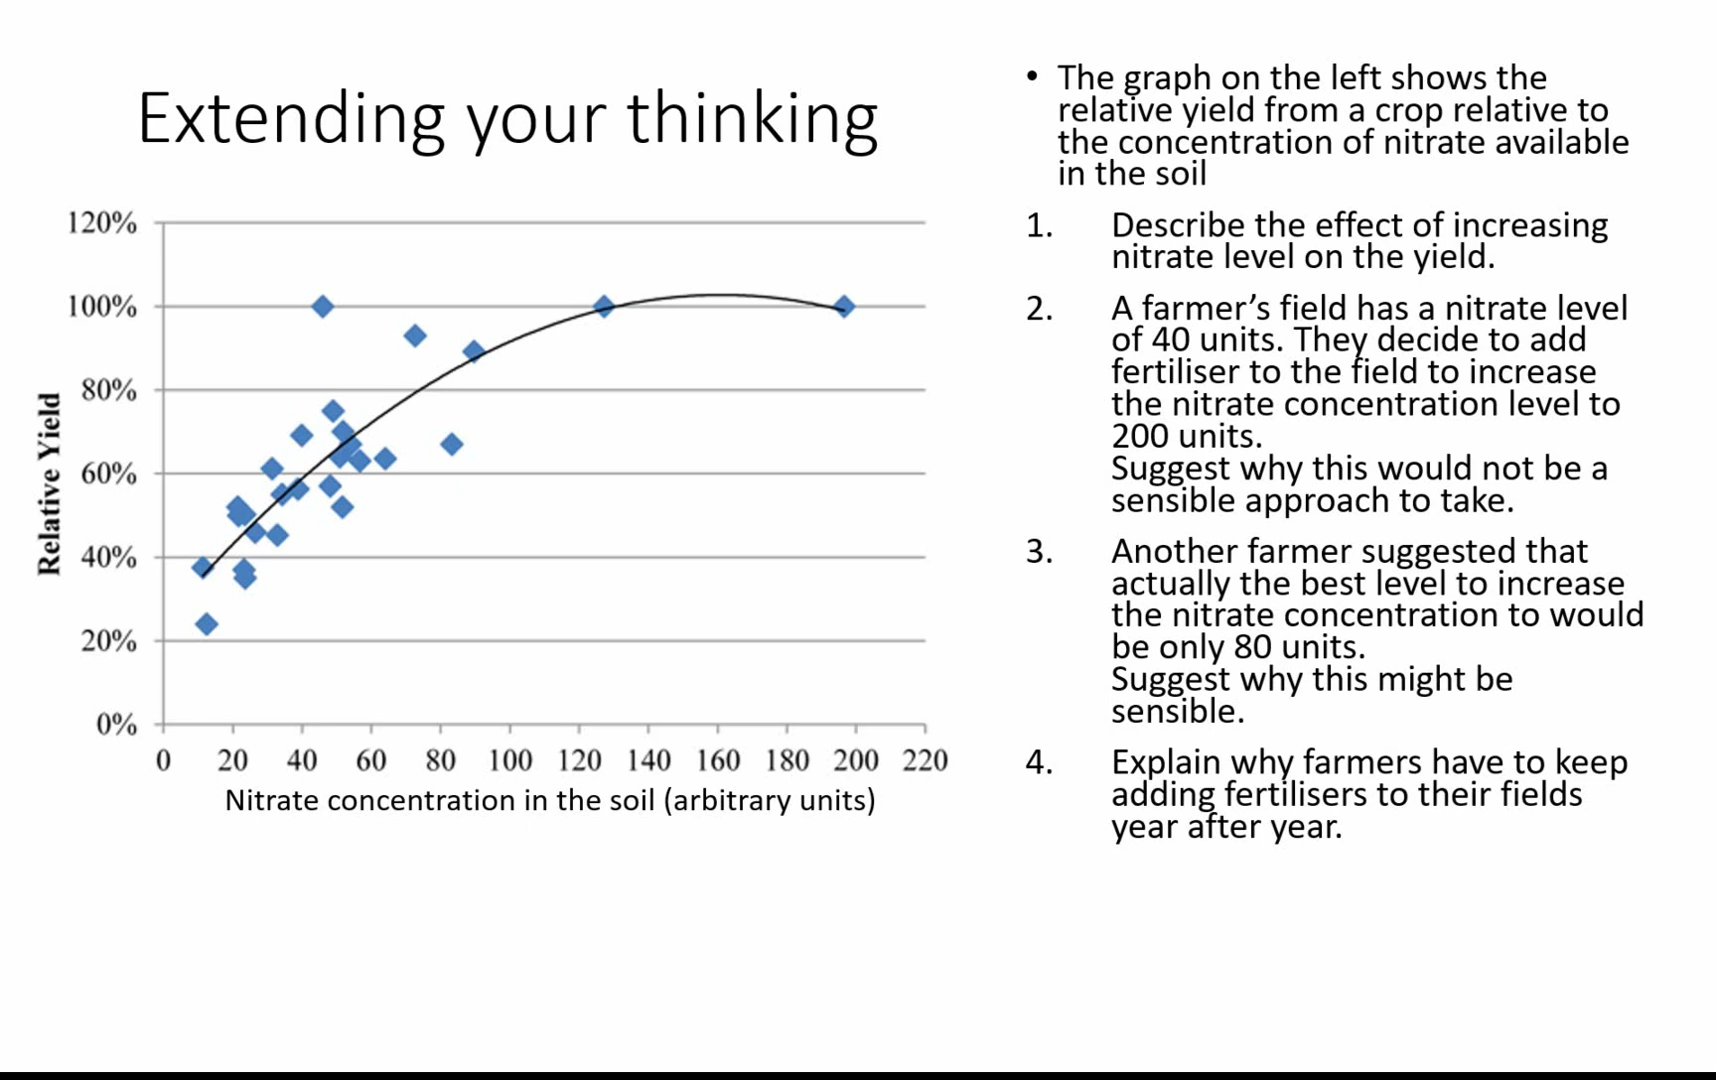 Extending your thinking
120%
100%
80%
60%
40%
20%
0%
Relative Yield
0 20 40 60 80 100 120 140 160 180 200 220
Nitrate concentration in the soil (arbitrary units)
• The graph on the left shows the
relative yield from a crop relative to
the concentration of nitrate available
in the soil
1. Describe the effect of increasing
nitrate level on the yield.
2. A farmer’s field has a nitrate level
of 40 units. They decide to add
fertiliser to the field to increase
the nitrate concentration level to
200 units.
Suggest why this would not be a
sensible approach to take.
3. Another farmer suggested that
actually the best level to increase
the nitrate concentration to would
be only 80 units.
Suggest why this might be
sensible.
4. Explain why farmers have to keep
adding fertilisers to their fields
year after year.